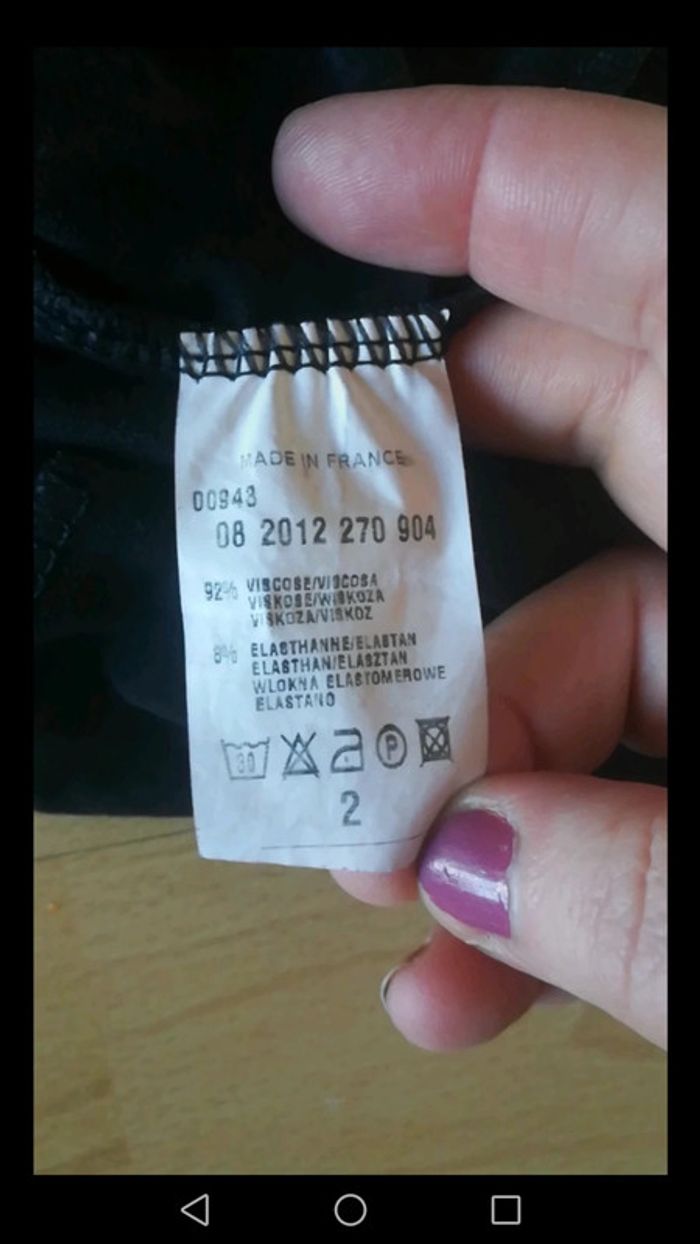 MADE IN FRANCE
00943
08 2012 270 904
92% VISCOSE/VISCOSA
VISKOSE/WISKOZA
VISKOZA/VISKOZ
8% ELASTHANNE/ELASTAN
ELASTHAN/ELASZTAN
WLOKNA ELASTOMEROWE
ELASTANO
30
P
2